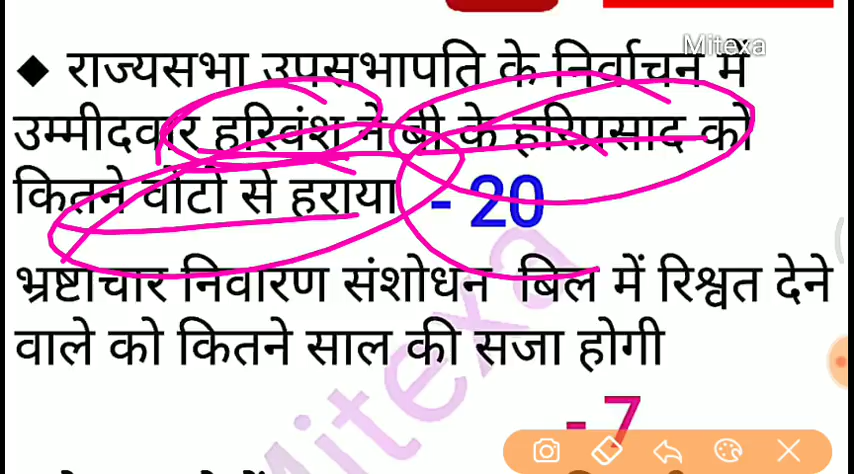 Mitexa
◆ राज्यसभा उपसभापति के निर्वाचन में
उम्मीदवार हरिवंश ने बी के हरिप्रसाद को
कितने वोटों से हराया - 20
भ्रष्टाचार निवारण संशोधन बिल में रिश्वत देने
वाले को कितने साल की सजा होगी
- 7
Mitexa